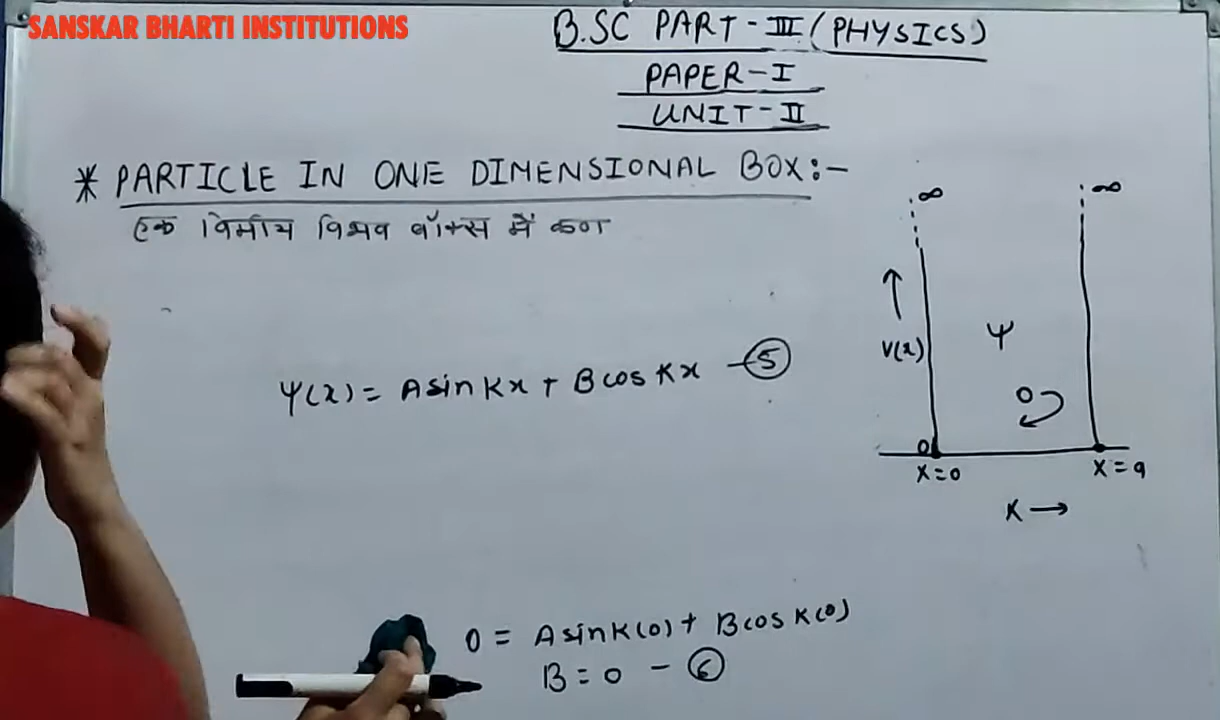 SANSKAR BHARTI INSTITUTIONS
B.SC PART-III (PHYSICS)
PAPER-I
UNIT-II
* PARTICLE IN ONE DIMENSIONAL BOX:-
एक विमीय विभव बॉक्स में कण
∞ ∞
↑
V(x)
ψ
ψ(x) = A sin Kx + B cos Kx — ⑤
0
X=0 X=a
X →
0 = A sin K(0) + B cos K(0)
B = 0 — ⑥